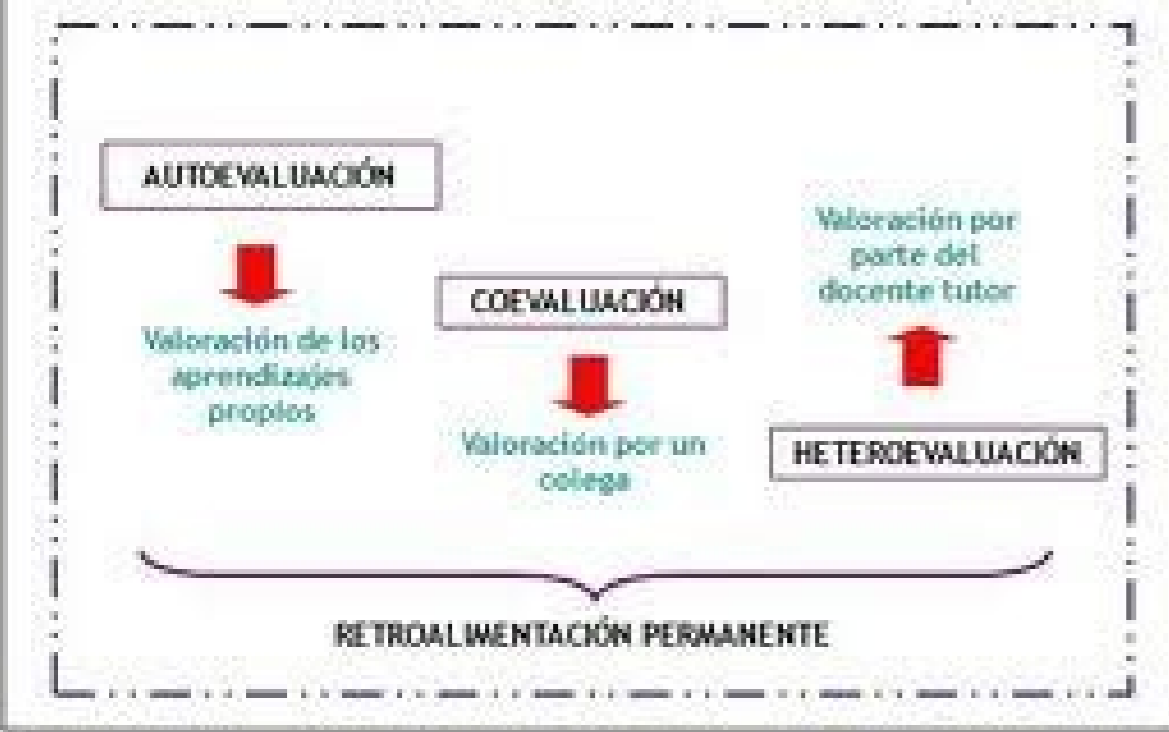 AUTOEVALUACIÓN
Valoración de los
aprendizajes
propios
COEVALUACIÓN
Valoración por un
colega
Valoración por
parte del
docente tutor
HETEROEVALUACIÓN
RETROALIMENTACIÓN PERMANENTE